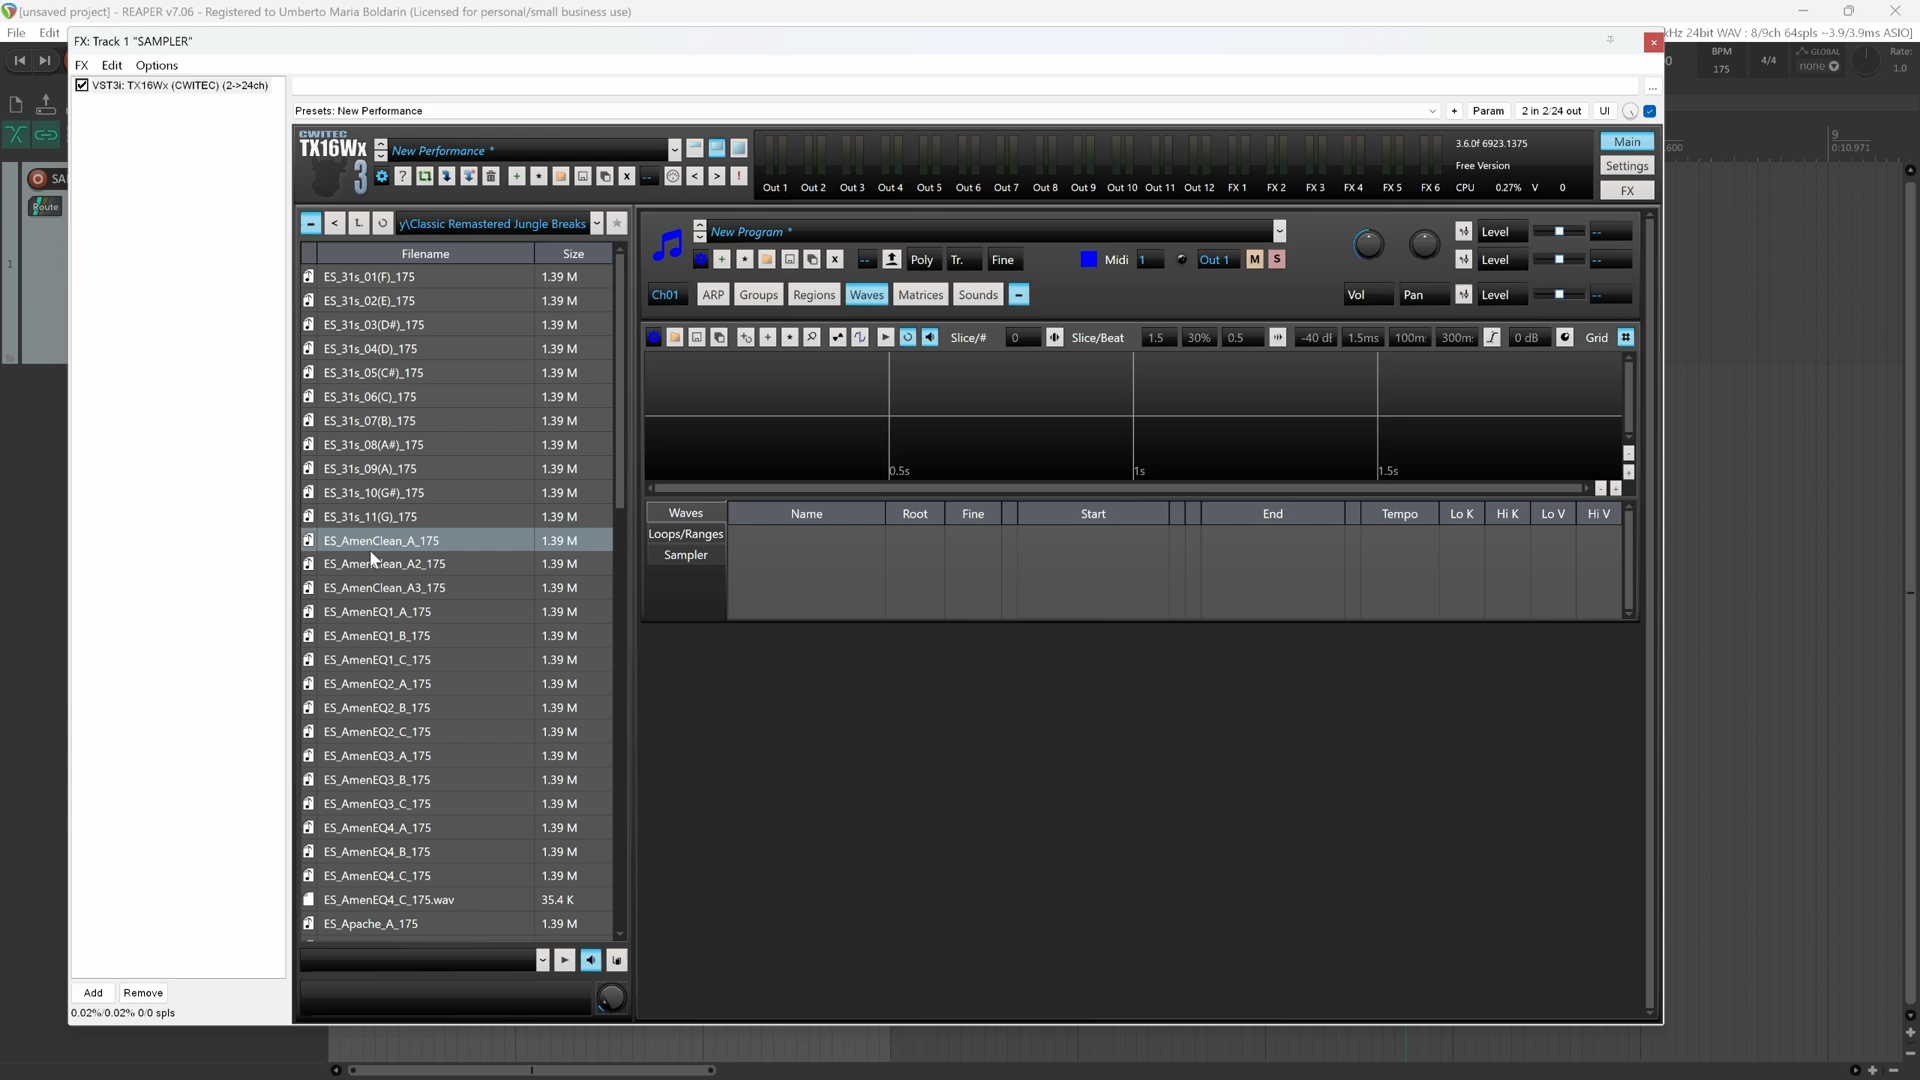 [unsaved project] - REAPER v7.06 - Registered to Umberto Maria Boldarin (Licensed for personal/small business use)
File Edit
FX: Track 1 "SAMPLER"
kHz 24bit WAV : 8/9ch 64spls ~3.9/3.9ms ASIO]
FX Edit Options
BPM
175
4/4
GLOBAL
none
Rate:
1.0
VST3i: TX16Wx (CWITEC) (2->24ch)
...
Presets: New Performance
+ Param 2 in 2/24 out UI
CWITEC
TX16Wx
3
New Performance *
3.6.0f 6923.1375
Free Version
Out 1 Out 2 Out 3 Out 4 Out 5 Out 6 Out 7 Out 8 Out 9 Out 10 Out 11 Out 12 FX 1 FX 2 FX 3 FX 4 FX 5 FX 6 CPU 0.27% V 0
Main
Settings
FX
9
0:10.971
.600
SA
Route
1
y\Classic Remastered Jungle Breaks
Filename Size
ES_31s_01(F)_175 1.39 M
ES_31s_02(E)_175 1.39 M
ES_31s_03(D#)_175 1.39 M
ES_31s_04(D)_175 1.39 M
ES_31s_05(C#)_175 1.39 M
ES_31s_06(C)_175 1.39 M
ES_31s_07(B)_175 1.39 M
ES_31s_08(A#)_175 1.39 M
ES_31s_09(A)_175 1.39 M
ES_31s_10(G#)_175 1.39 M
ES_31s_11(G)_175 1.39 M
ES_AmenClean_A_175 1.39 M
ES_AmenClean_A2_175 1.39 M
ES_AmenClean_A3_175 1.39 M
ES_AmenEQ1_A_175 1.39 M
ES_AmenEQ1_B_175 1.39 M
ES_AmenEQ1_C_175 1.39 M
ES_AmenEQ2_A_175 1.39 M
ES_AmenEQ2_B_175 1.39 M
ES_AmenEQ2_C_175 1.39 M
ES_AmenEQ3_A_175 1.39 M
ES_AmenEQ3_B_175 1.39 M
ES_AmenEQ3_C_175 1.39 M
ES_AmenEQ4_A_175 1.39 M
ES_AmenEQ4_B_175 1.39 M
ES_AmenEQ4_C_175 1.39 M
ES_AmenEQ4_C_175.wav 35.4 K
ES_Apache_A_175 1.39 M
New Program *
Poly Tr. Fine
Midi 1 Out 1 M S
Level --
Level --
Ch01 ARP Groups Regions Waves Matrices Sounds
Vol Pan Level --
Slice/# 0 Slice/Beat 1.5 30% 0.5 -40 dB 1.5ms 100m 300m 0 dB Grid
0.5s 1s 1.5s
Waves Name Root Fine Start End Tempo Lo K Hi K Lo V Hi V
Loops/Ranges
Sampler
Add Remove
0.02%/0.02% 0/0 spls